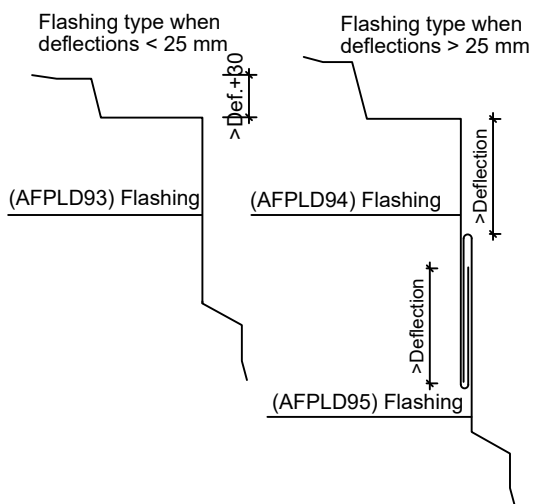 Flashing type when
deflections < 25 mm
>Def.+30
(AFPLD93) Flashing
Flashing type when
deflections > 25 mm
>Deflection
(AFPLD94) Flashing
>Deflection
(AFPLD95) Flashing